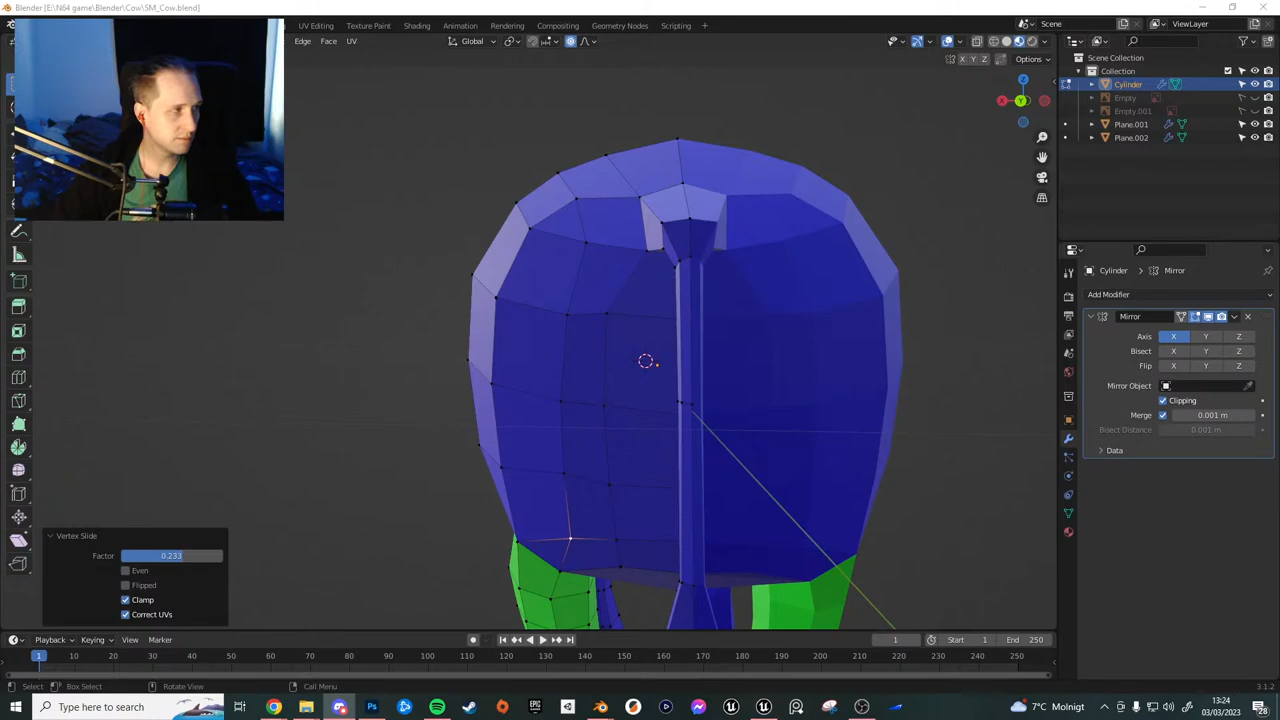 Blender [E:\N64 game\Blender\Cow\SM_Cow.blend]
UV Editing Texture Paint Shading Animation Rendering Compositing Geometry Nodes Scripting
Scene ViewLayer
Edge Face UV Global Options
X Y Z
Scene Collection
Collection
Cylinder
Empty
Empty.001
Plane.001
Plane.002
X Y
Cylinder Mirror
Add Modifier
Mirror
Axis X Y Z
Bisect X Y Z
Flip X Y Z
Mirror Object
Clipping
Merge 0.001 m
Bisect Distance 0.001 m
Data
Vertex Slide
Factor 0.233
Even
Flipped
Clamp
Correct UVs
Playback Keying View Marker 1 Start 1 End 250
1 10 20 30 40 50 60 70 80 90 100 110 120 130 140 150 160 170 180 190 200 210 220 230 240 250
Select Box Select Rotate View Call Menu 3.1.2
Type here to search 7°C Molnigt 13:24
03/03/2023